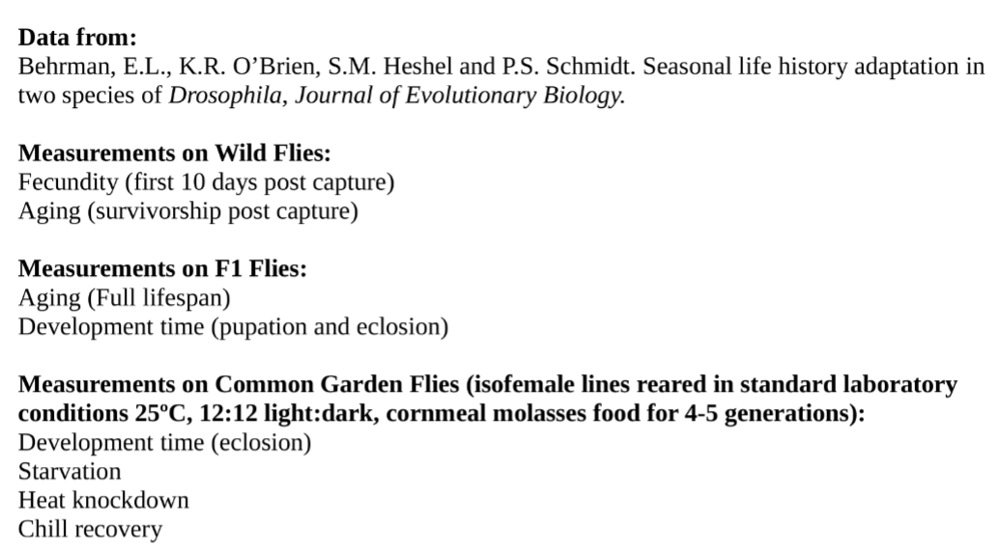 Data from:
Behrman, E.L., K.R. O’Brien, S.M. Heshel and P.S. Schmidt. Seasonal life history adaptation in
two species of Drosophila, Journal of Evolutionary Biology.
Measurements on Wild Flies:
Fecundity (first 10 days post capture)
Aging (survivorship post capture)
Measurements on F1 Flies:
Aging (Full lifespan)
Development time (pupation and eclosion)
Measurements on Common Garden Flies (isofemale lines reared in standard laboratory
conditions 25ºC, 12:12 light:dark, cornmeal molasses food for 4-5 generations):
Development time (eclosion)
Starvation
Heat knockdown
Chill recovery